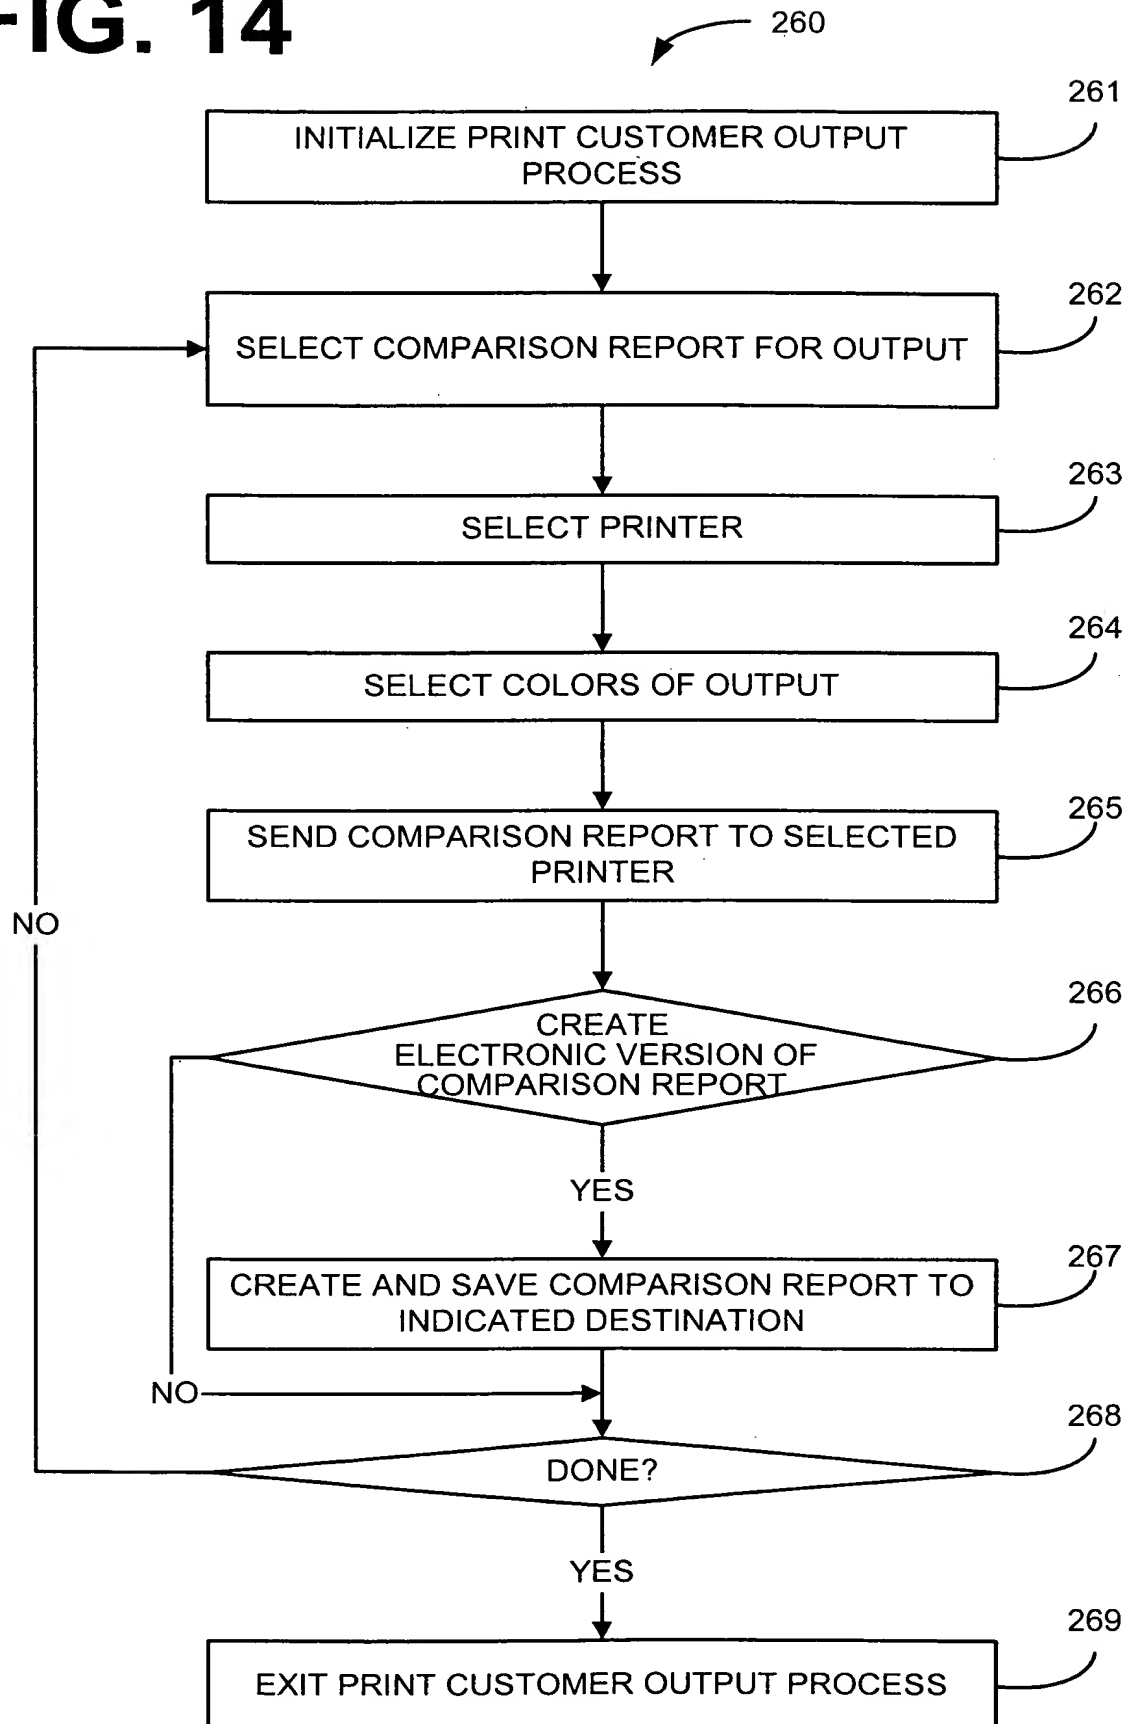 FIG. 14
260
261
INITIALIZE PRINT CUSTOMER OUTPUT
PROCESS
262
SELECT COMPARISON REPORT FOR OUTPUT
263
SELECT PRINTER
264
SELECT COLORS OF OUTPUT
265
SEND COMPARISON REPORT TO SELECTED
PRINTER
NO
266
CREATE
ELECTRONIC VERSION OF
COMPARISON REPORT
YES
267
CREATE AND SAVE COMPARISON REPORT TO
INDICATED DESTINATION
NO
268
DONE?
YES
269
EXIT PRINT CUSTOMER OUTPUT PROCESS